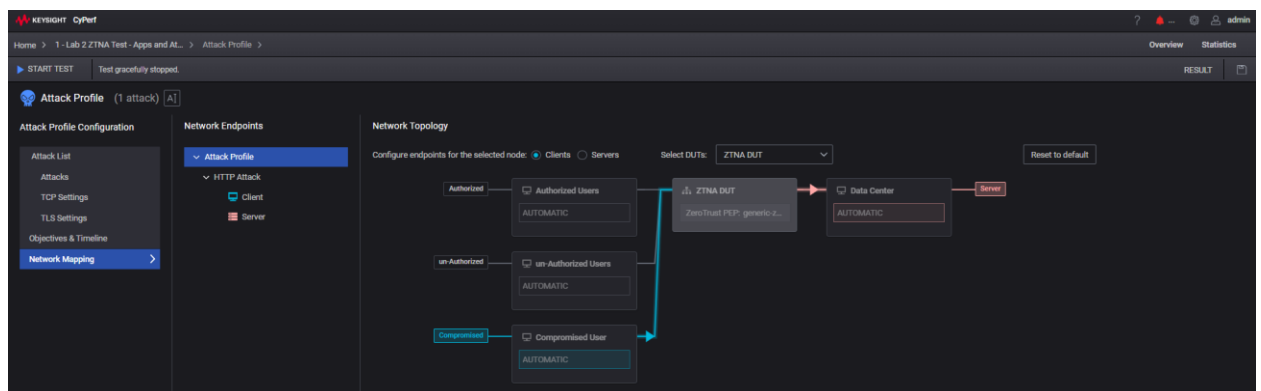 KEYSIGHT CyPerf
? ... admin
Home > 1 - Lab 2 ZTNA Test - Apps and At... > Attack Profile >
Overview Statistics
START TEST Test gracefully stopped.
RESULT
Attack Profile (1 attack) A
Attack Profile Configuration
Attack List
Attacks
TCP Settings
TLS Settings
Objectives & Timeline
Network Mapping >
Network Endpoints
Attack Profile
HTTP Attack
Client
Server
Network Topology
Configure endpoints for the selected node: Clients Servers
Select DUTs: ZTNA DUT
Reset to default
Authorized
Authorized Users
AUTOMATIC
ZTNA DUT
ZeroTrust PEP: generic-z...
Data Center
AUTOMATIC
Server
un-Authorized
un-Authorized Users
AUTOMATIC
Compromised
Compromised User
AUTOMATIC